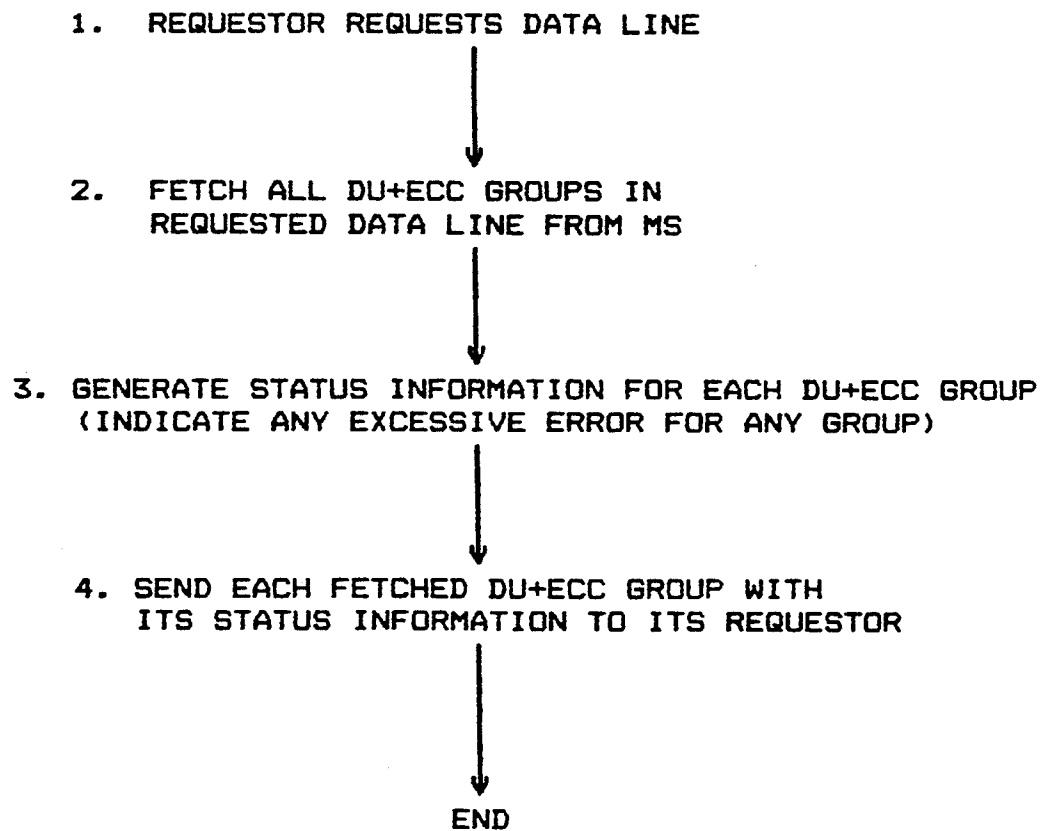 1. REQUESTOR REQUESTS DATA LINE
2. FETCH ALL DU+ECC GROUPS IN
REQUESTED DATA LINE FROM MS
3. GENERATE STATUS INFORMATION FOR EACH DU+ECC GROUP
(INDICATE ANY EXCESSIVE ERROR FOR ANY GROUP)
4. SEND EACH FETCHED DU+ECC GROUP WITH
ITS STATUS INFORMATION TO ITS REQUESTOR
END